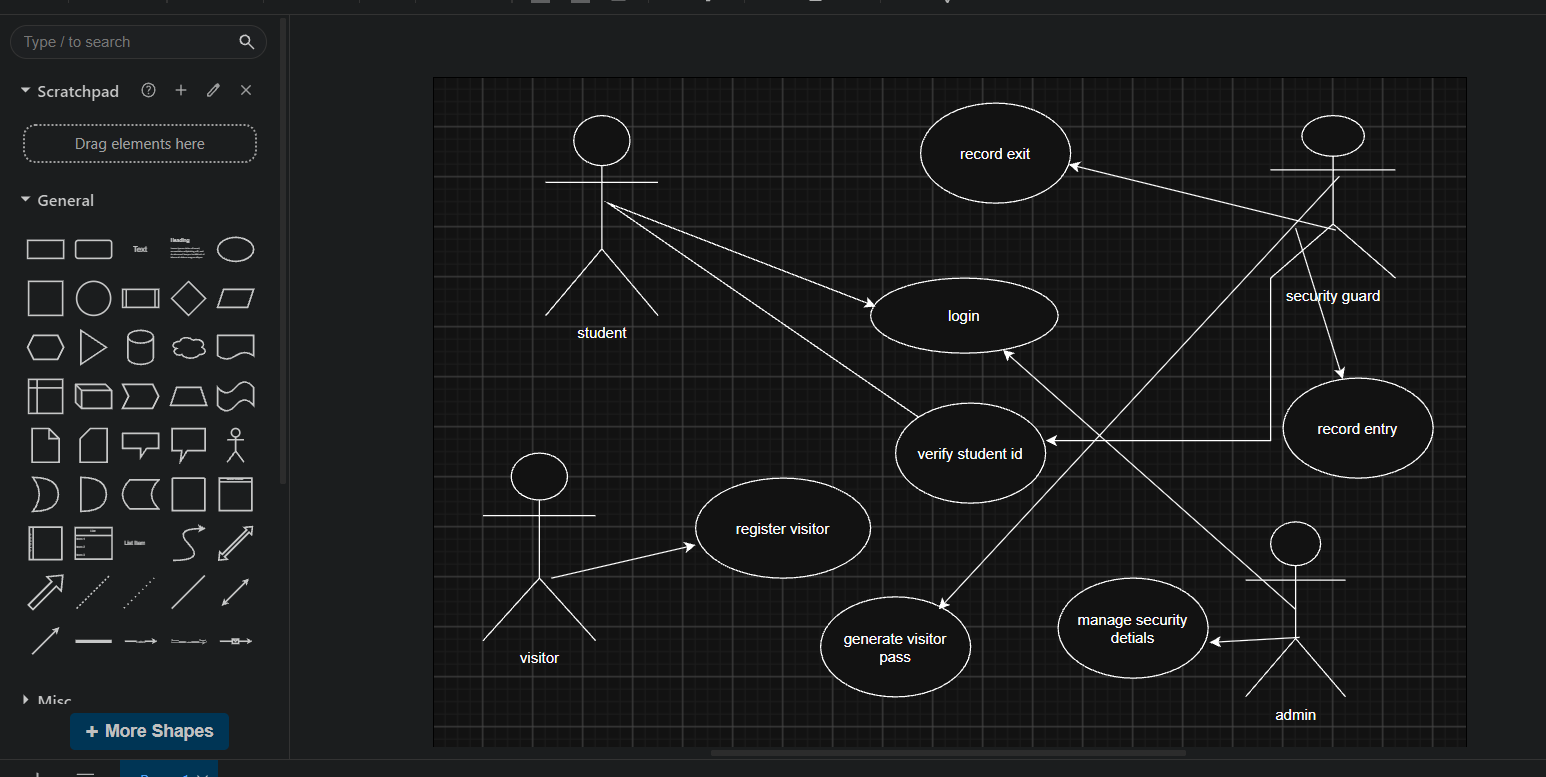 Type / to search
Scratchpad
Drag elements here
General
Text
Heading
List Item
Misc
+ More Shapes
record exit
student
login
security guard
verify student id
record entry
register visitor
visitor
generate visitor
pass
manage security
detials
admin